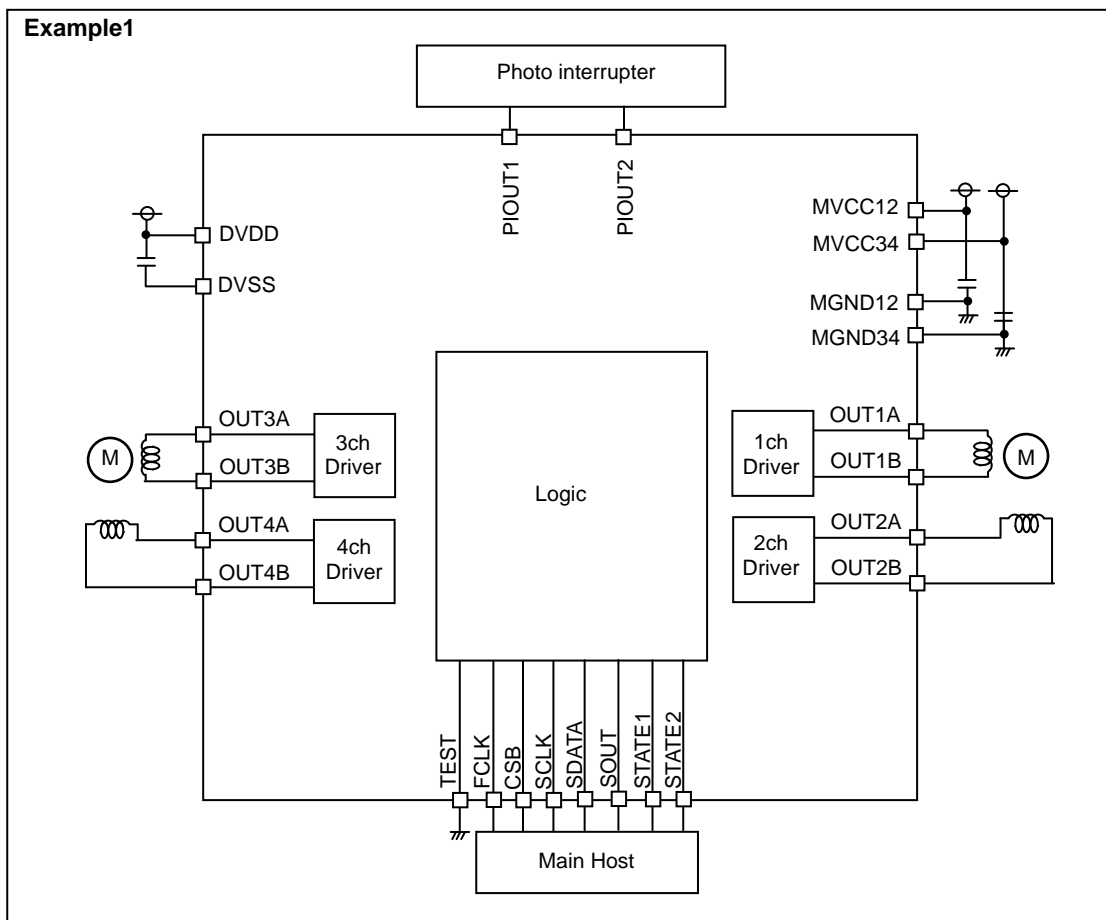 Example1
Photo interrupter
PIOUT1
PIOUT2
DVDD
DVSS
MVCC12
MVCC34
MGND12
MGND34
OUT3A
OUT3B
3ch
Driver
M
OUT4A
OUT4B
4ch
Driver
Logic
1ch
Driver
OUT1A
OUT1B
M
2ch
Driver
OUT2A
OUT2B
TEST
FCLK
CSB
SCLK
SDATA
SOUT
STATE1
STATE2
Main Host